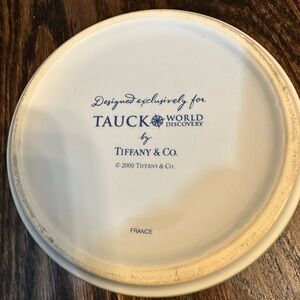 Designed exclusively for
TAUCK WORLD
DISCOVERY
by
TIFFANY & CO.
© 2000 TIFFANY & CO.
FRANCE